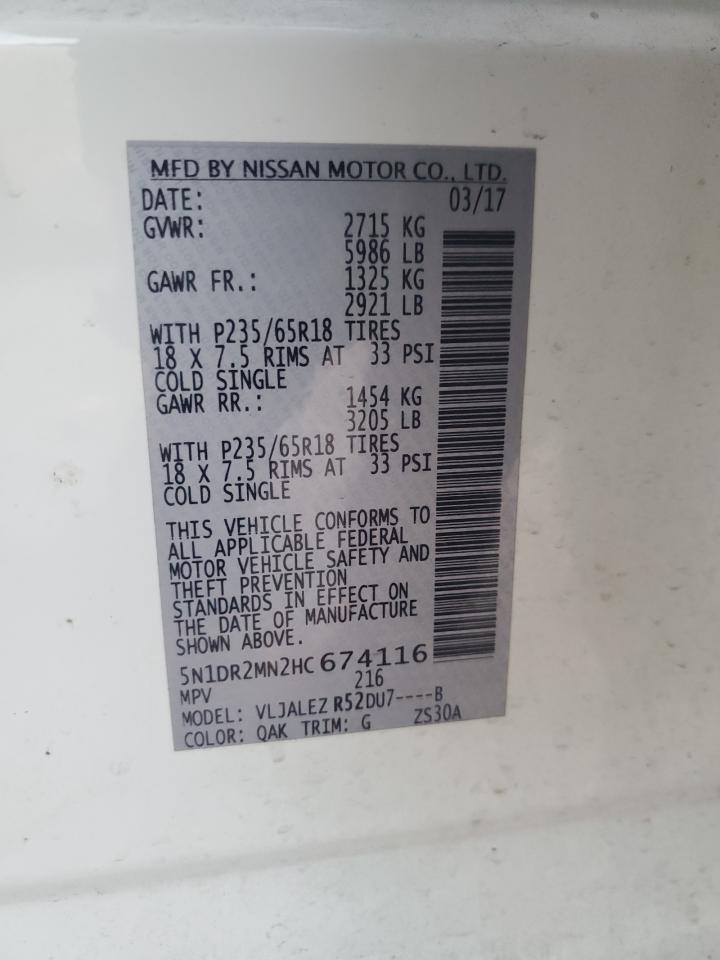 MFD BY NISSAN MOTOR CO., LTD.
DATE: 03/17
GVWR: 2715 KG
5986 LB
GAWR FR.: 1325 KG
2921 LB
WITH P235/65R18 TIRES
18 X 7.5 RIMS AT 33 PSI
COLD SINGLE
GAWR RR.: 1454 KG
3205 LB
WITH P235/65R18 TIRES
18 X 7.5 RIMS AT 33 PSI
COLD SINGLE
THIS VEHICLE CONFORMS TO
ALL APPLICABLE FEDERAL
MOTOR VEHICLE SAFETY AND
THEFT PREVENTION
STANDARDS IN EFFECT ON
THE DATE OF MANUFACTURE
SHOWN ABOVE.
5N1DR2MN2HC674116
MPV 216
MODEL: VLJALEZ R52DU7----B
COLOR: QAK TRIM: G ZS30A